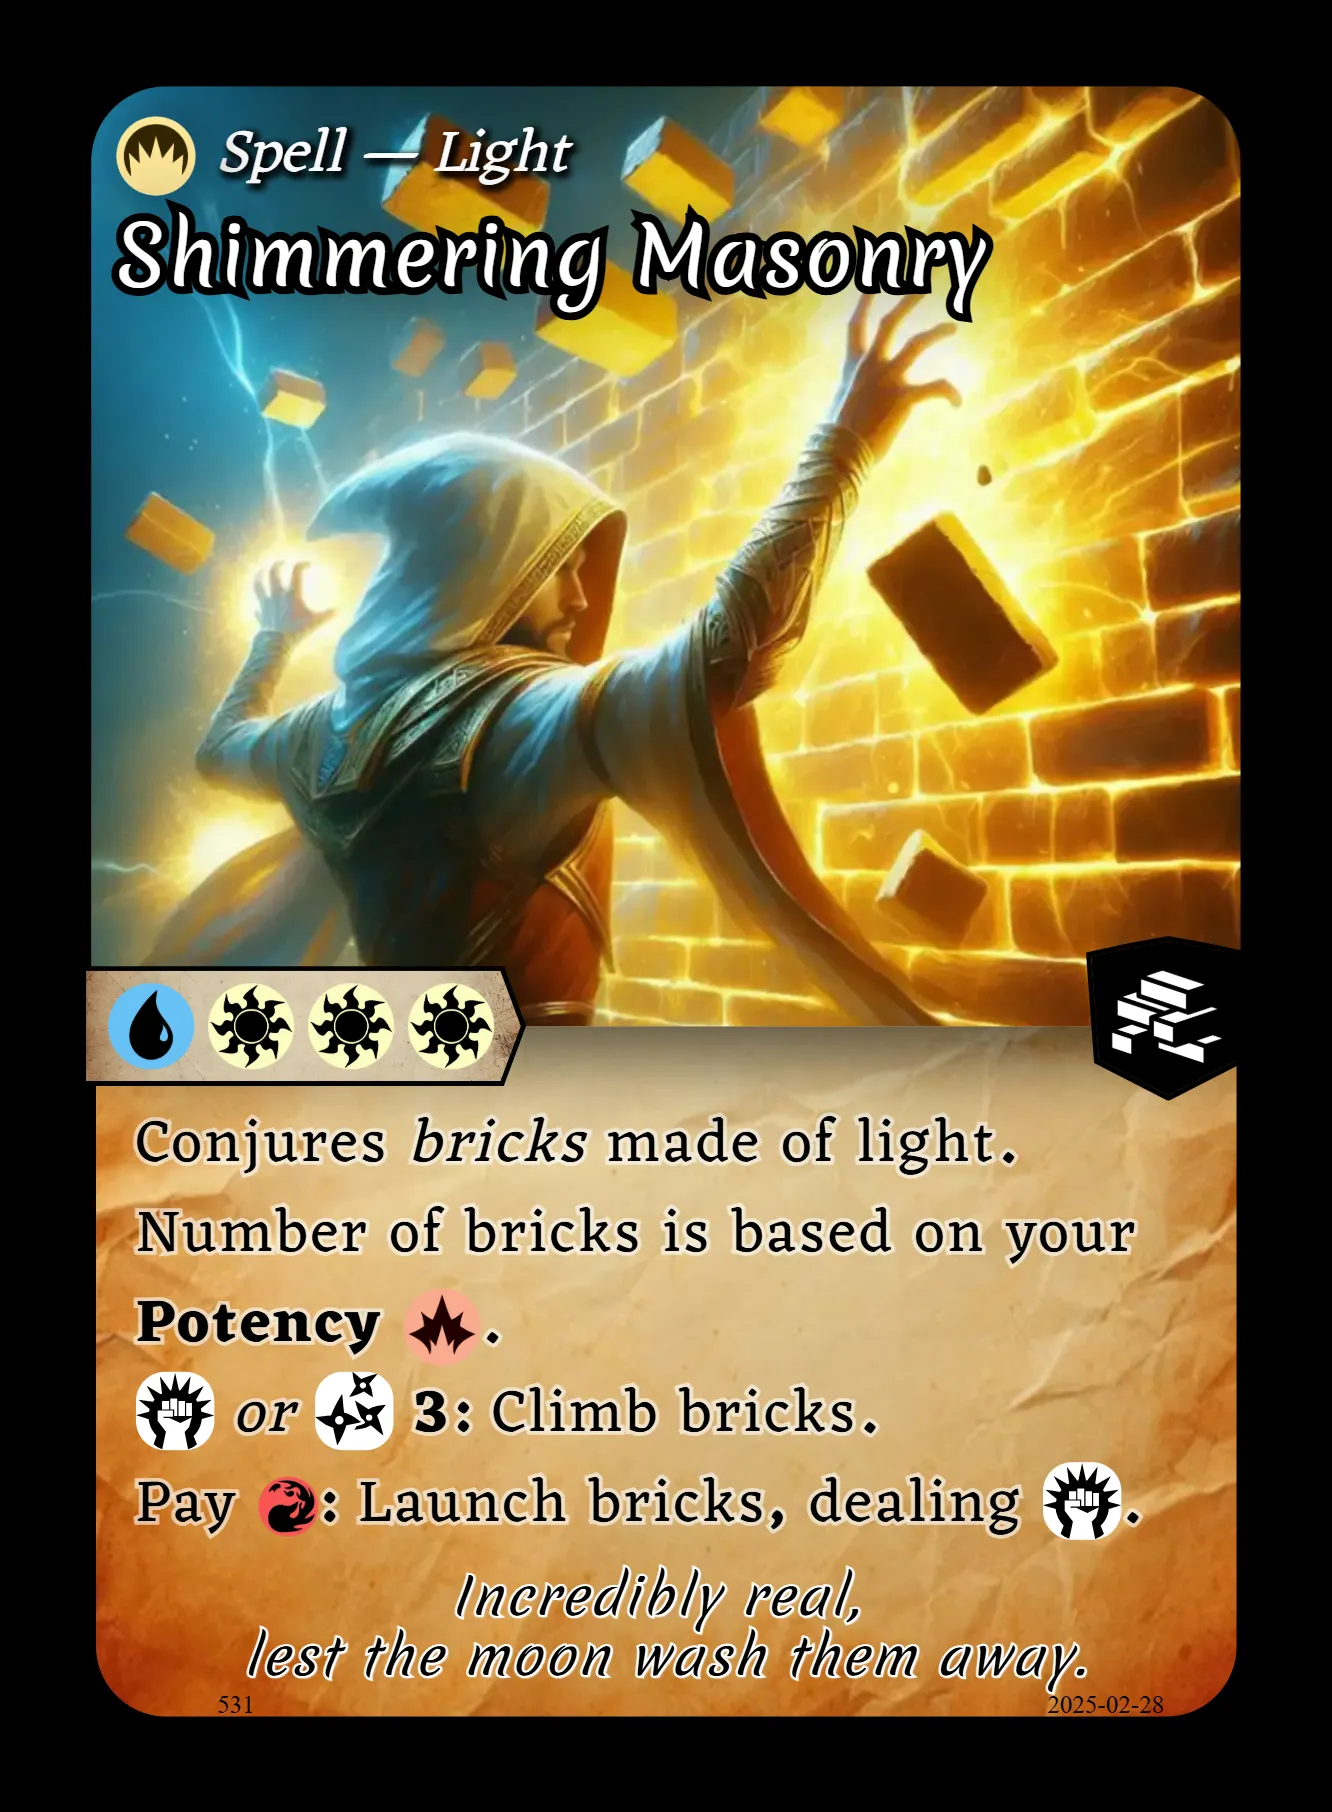 Spell — Light
Shimmering Masonry
Conjures bricks made of light.
Number of bricks is based on your
Potency .
or 3: Climb bricks.
Pay : Launch bricks, dealing .
Incredibly real,
lest the moon wash them away.
531
2025-02-28